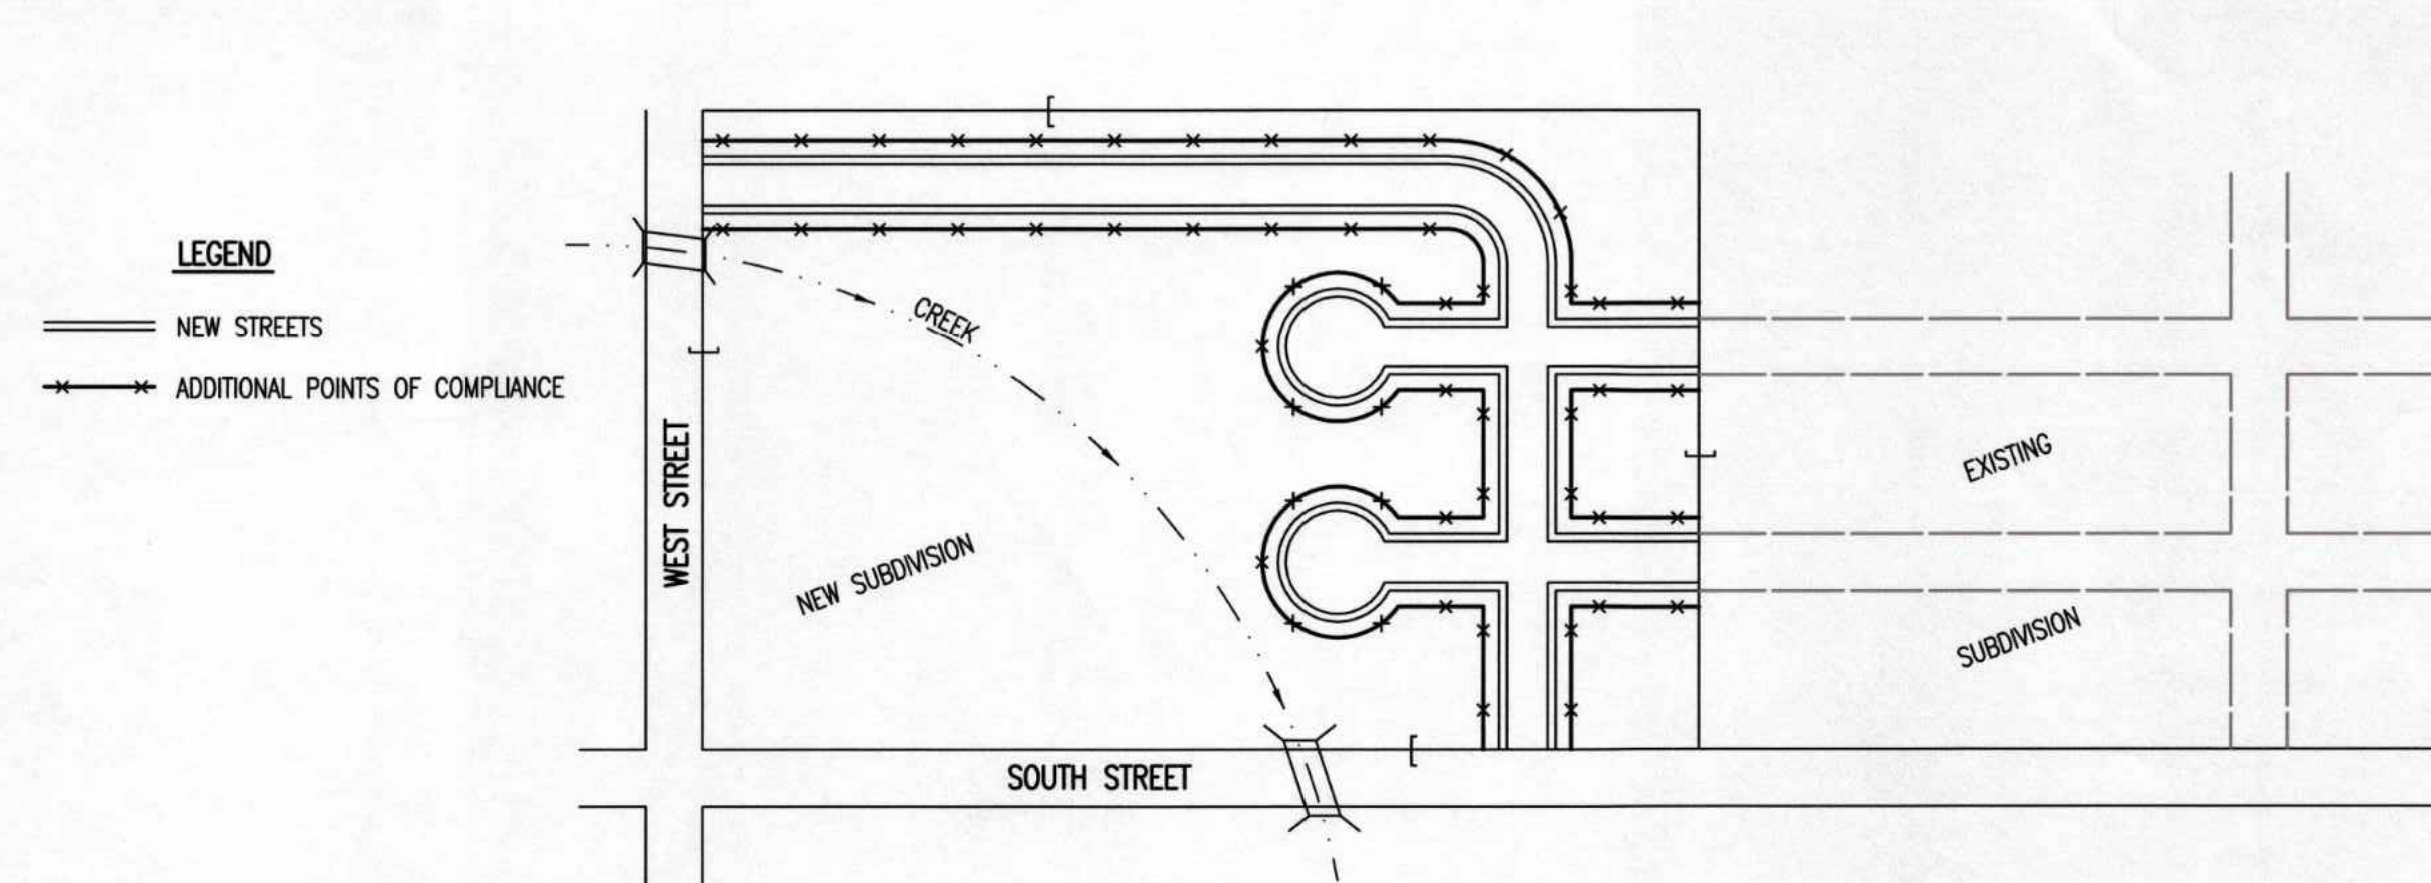 LEGEND
NEW STREETS
ADDITIONAL POINTS OF COMPLIANCE
CREEK
WEST STREET
NEW SUBDIVISION
SOUTH STREET
EXISTING
SUBDIVISION